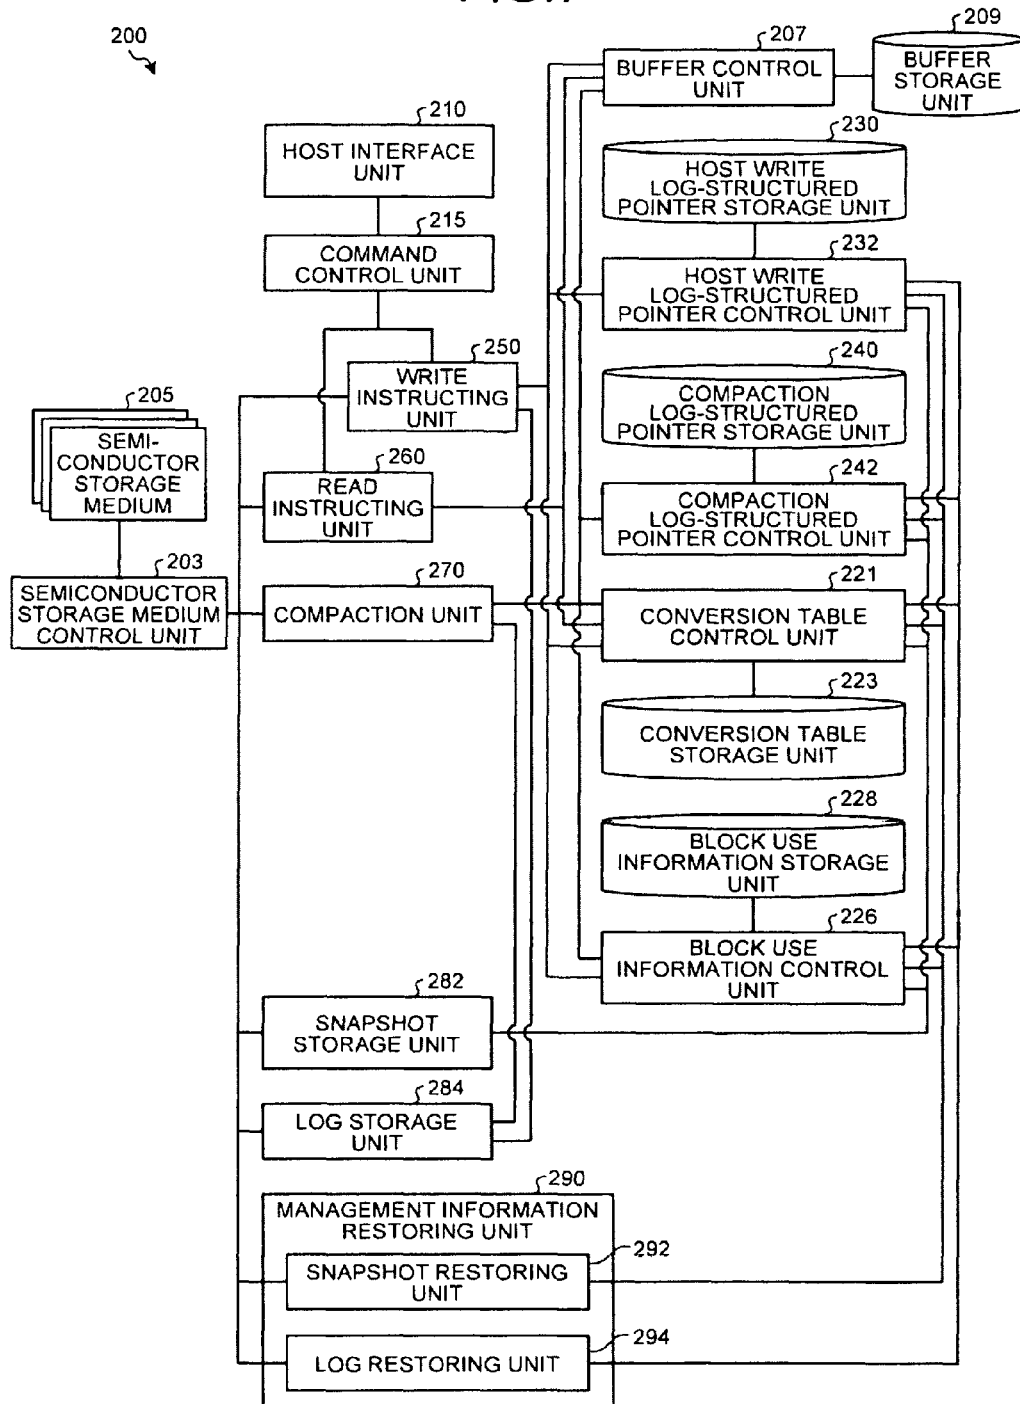 200
207
BUFFER CONTROL
UNIT
209
BUFFER
STORAGE
UNIT
210
HOST INTERFACE
UNIT
230
HOST WRITE
LOG-STRUCTURED
POINTER STORAGE UNIT
215
COMMAND
CONTROL UNIT
232
HOST WRITE
LOG-STRUCTURED
POINTER CONTROL UNIT
250
WRITE
INSTRUCTING
UNIT
240
COMPACTION
LOG-STRUCTURED
POINTER STORAGE UNIT
205
SEMI-
CONDUCTOR
STORAGE
MEDIUM
260
READ
INSTRUCTING
UNIT
242
COMPACTION
LOG-STRUCTURED
POINTER CONTROL UNIT
203
SEMICONDUCTOR
STORAGE MEDIUM
CONTROL UNIT
270
COMPACTION UNIT
221
CONVERSION TABLE
CONTROL UNIT
223
CONVERSION TABLE
STORAGE UNIT
228
BLOCK USE
INFORMATION STORAGE
UNIT
226
BLOCK USE
INFORMATION CONTROL
UNIT
282
SNAPSHOT
STORAGE UNIT
284
LOG STORAGE
UNIT
290
MANAGEMENT INFORMATION
RESTORING UNIT
292
SNAPSHOT RESTORING
UNIT
294
LOG RESTORING UNIT